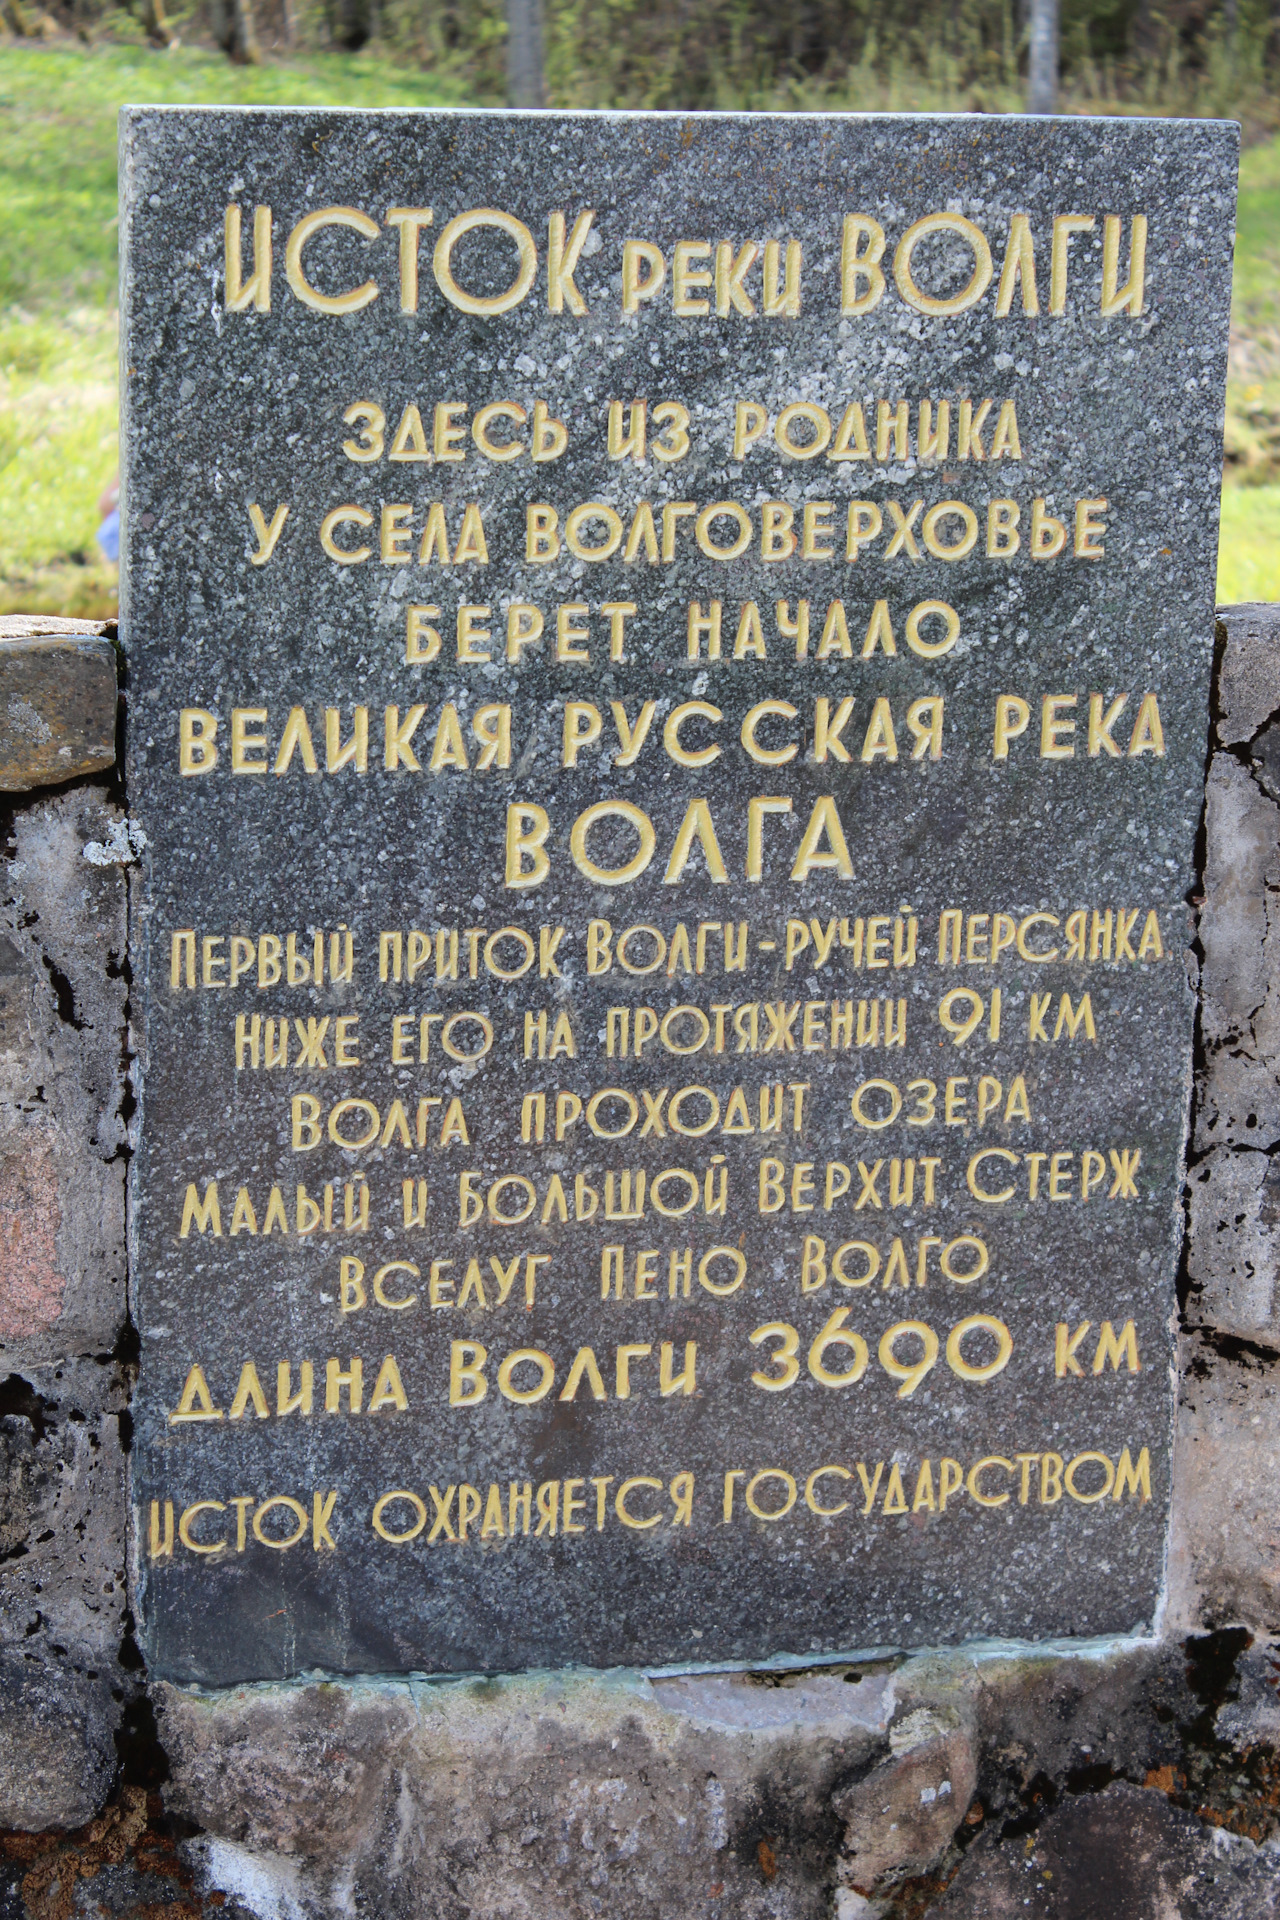 ИСТОК РЕКИ ВОЛГИ
ЗДЕСЬ ИЗ РОДНИКА
У СЕЛА ВОЛГОВЕРХОВЬЕ
БЕРЕТ НАЧАЛО
ВЕЛИКАЯ РУССКАЯ РЕКА
ВОЛГА
ПЕРВЫЙ ПРИТОК ВОЛГИ-РУЧЕЙ ПЕРСЯНКА
НИЖЕ ЕГО НА ПРОТЯЖЕНИИ 91 КМ
ВОЛГА ПРОХОДИТ ОЗЕРА
МАЛЫЙ И БОЛЬШОЙ ВЕРХИТ СТЕРЖ
ВСЕЛУГ ПЕНО ВОЛГО
ДЛИНА ВОЛГИ 3690 КМ
ИСТОК ОХРАНЯЕТСЯ ГОСУДАРСТВОМ